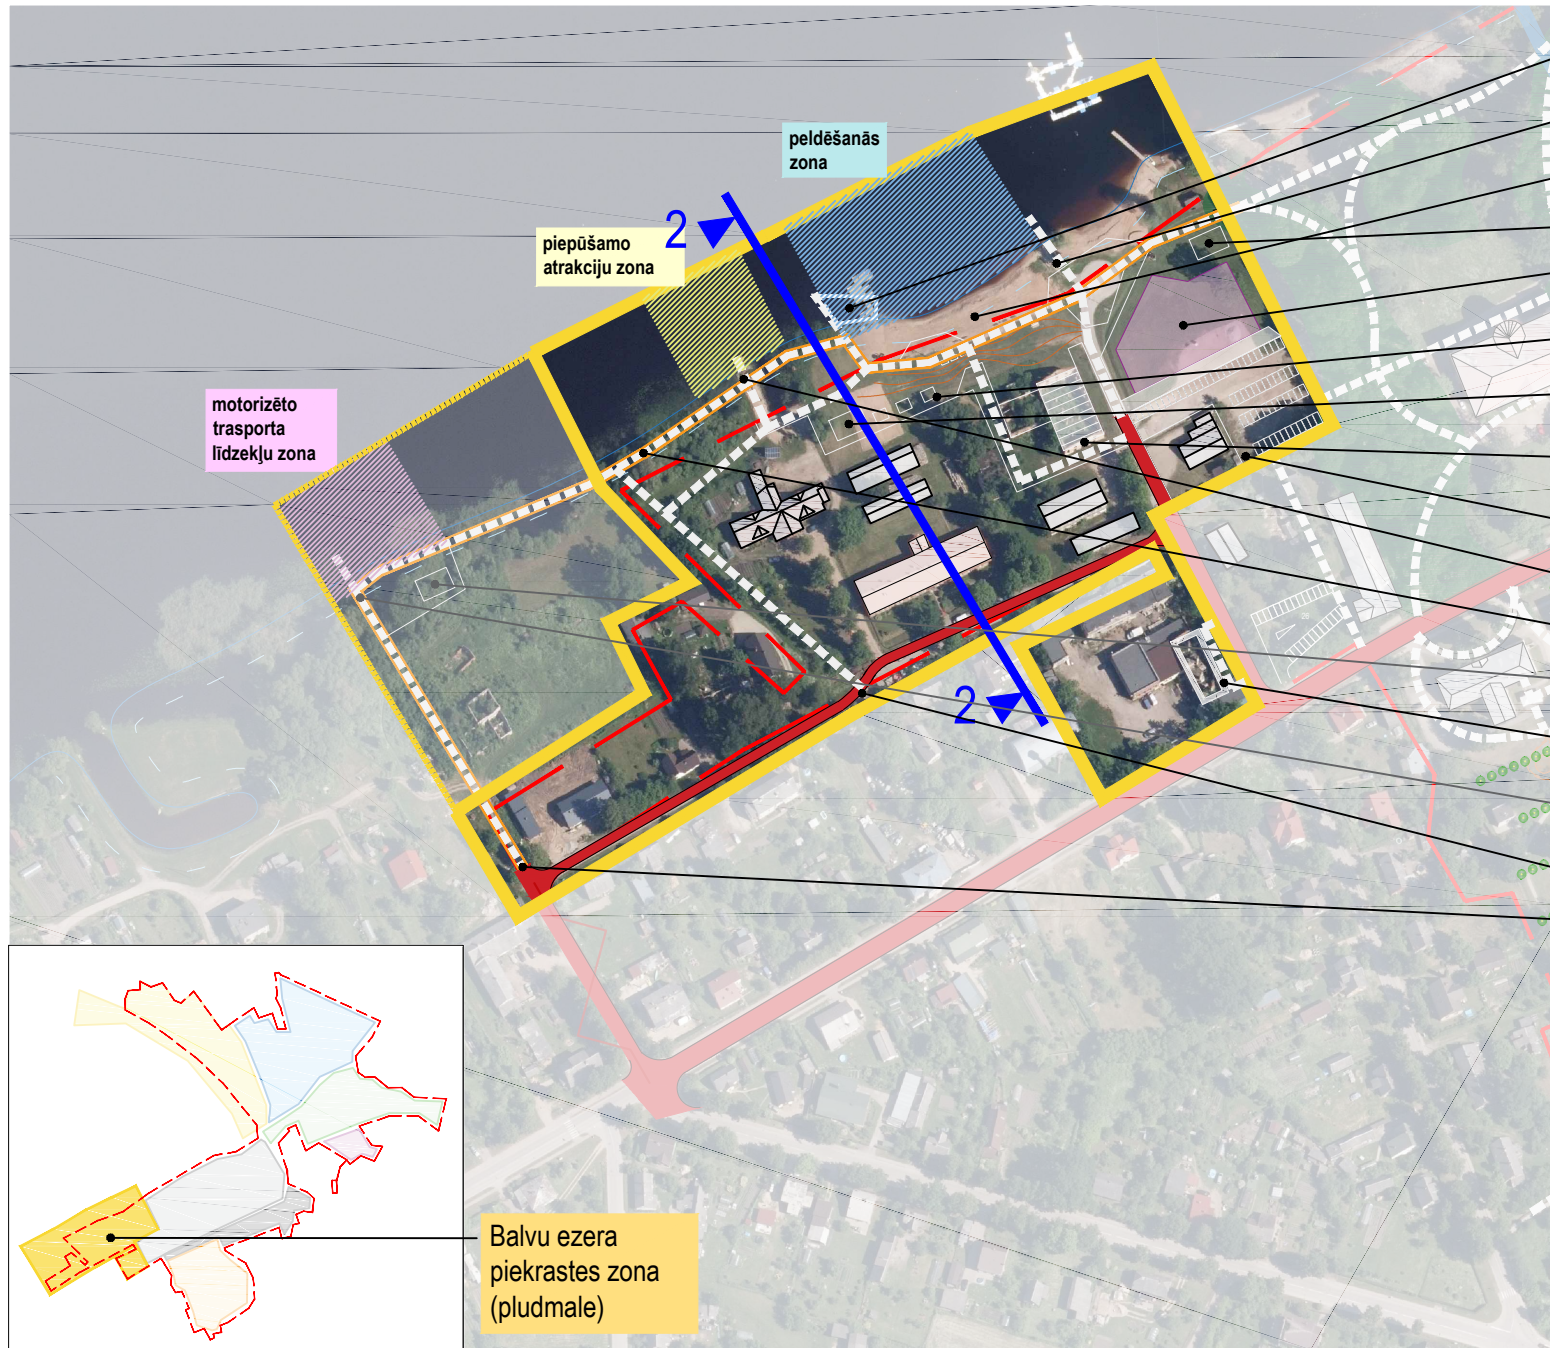 peldēšanās
zona
2
piepūšamo
atrakciju zona
motorizēto
trasporta
līdzekļu zona
2
Balvu ezera
piekrastes zona
(pludmale)